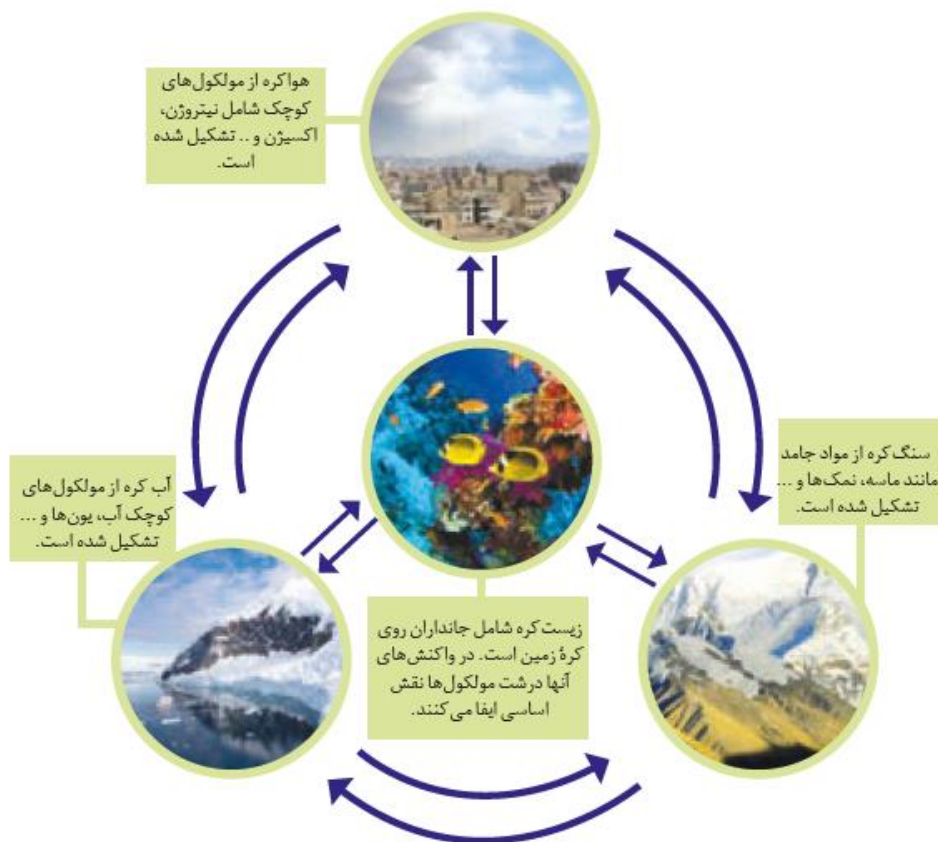 هواکره از مولکول‌های
کوچک شامل نیتروژن،
اکسیژن و .. تشکیل شده
است.
سنگ کره از مواد جامد
مانند ماسه، نمک‌ها و ...
تشکیل شده است.
آب کره از مولکول‌های
کوچک آب، یون‌ها و ...
تشکیل شده است.
زیست کره شامل جانداران روی
کرهٔ زمین است. در واکنش‌های
آنها درشت مولکول‌ها نقش
اساسی ایفا می‌کنند.